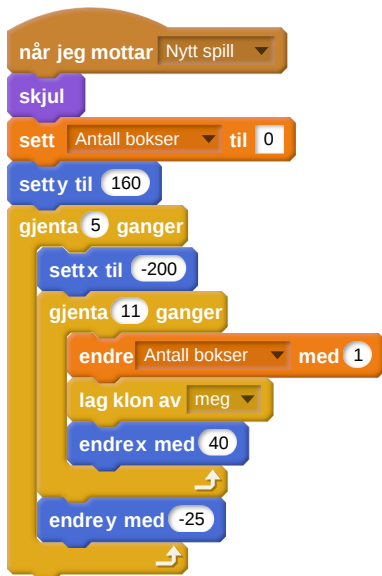 når jeg mottar Nytt spill
skjul
sett Antall bokser til 0
sett y til 160
gjenta 5 ganger
sett x til -200
gjenta 11 ganger
endre Antall bokser med 1
lag klon av meg
endre x med 40
endre y med -25